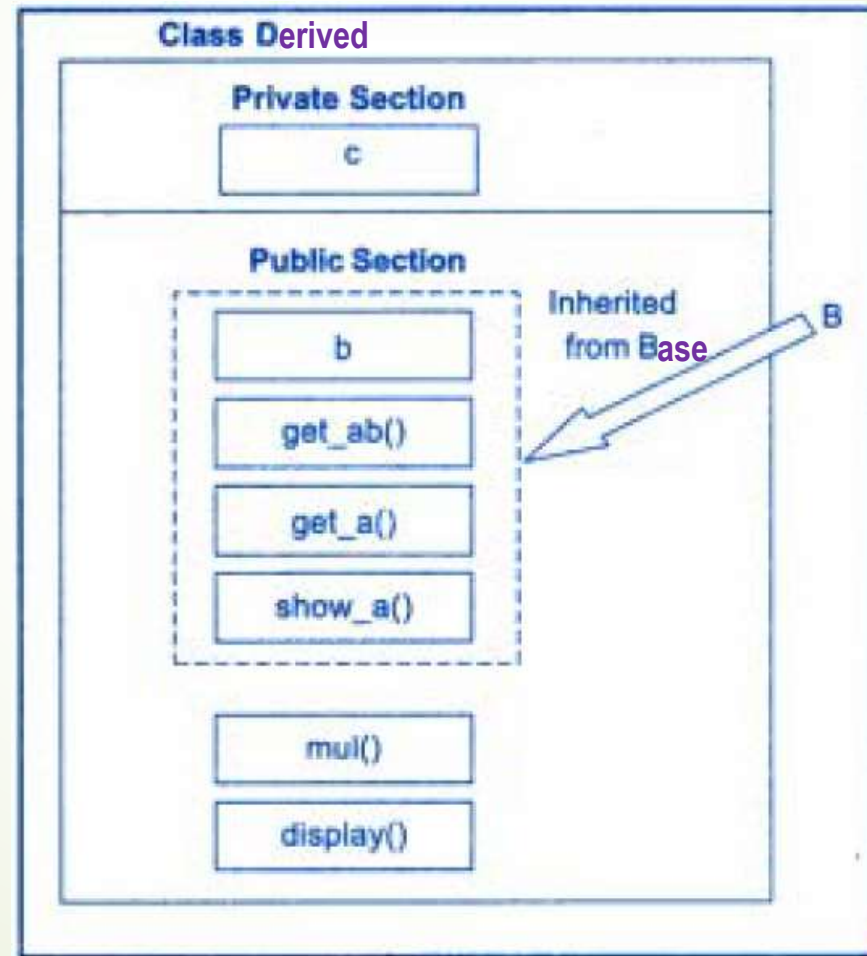 Class Derived
Private Section
c
Public Section
b
get_ab()
get_a()
show_a()
Inherited
from Base
B
mul()
display()